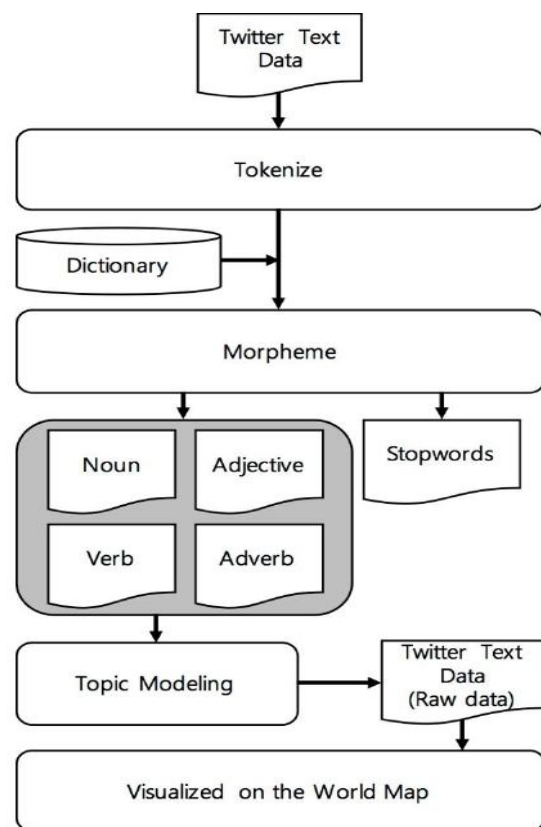 Twitter Text
Data
Tokenize
Dictionary
Morpheme
Noun
Adjective
Stopwords
Verb
Adverb
Topic Modeling
Twitter Text
Data
(Raw data)
Visualized on the World Map